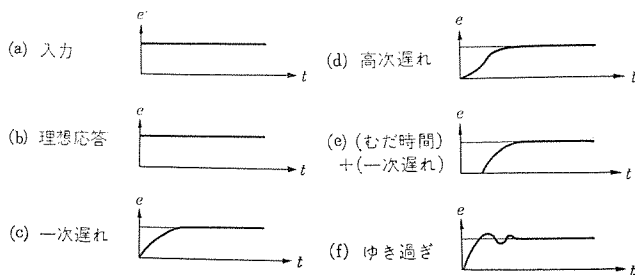 e
(a) 入力
t
e
(b) 理想応答
t
e
(c) 一次遅れ
t
e
(d) 高次遅れ
t
e
(e) (むだ時間)
+(一次遅れ)
t
e
(f) ゆき過ぎ
t